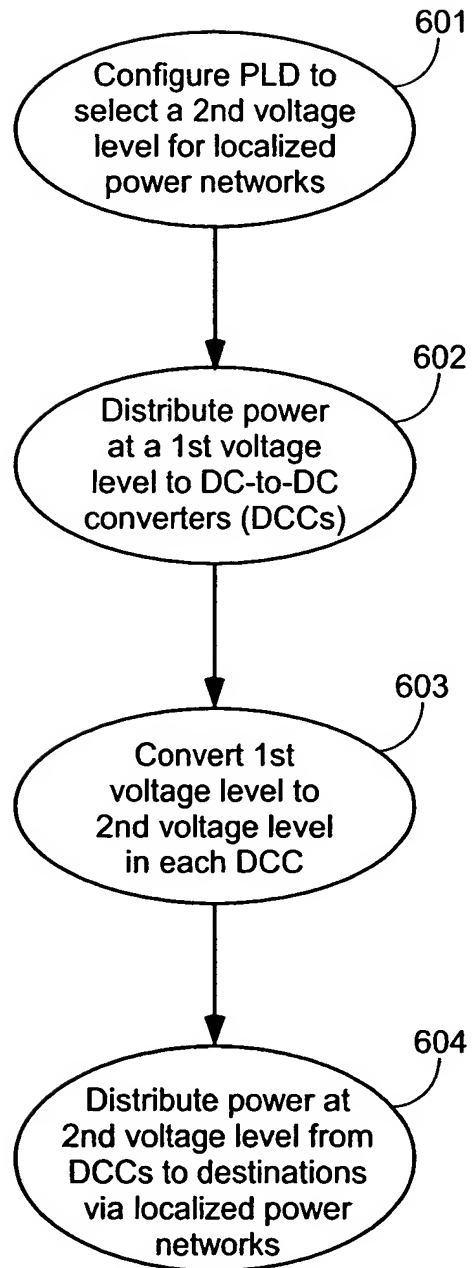 601
Configure PLD to
select a 2nd voltage
level for localized
power networks
602
Distribute power
at a 1st voltage
level to DC-to-DC
converters (DCCs)
603
Convert 1st
voltage level to
2nd voltage level
in each DCC
604
Distribute power at
2nd voltage level from
DCCs to destinations
via localized power
networks